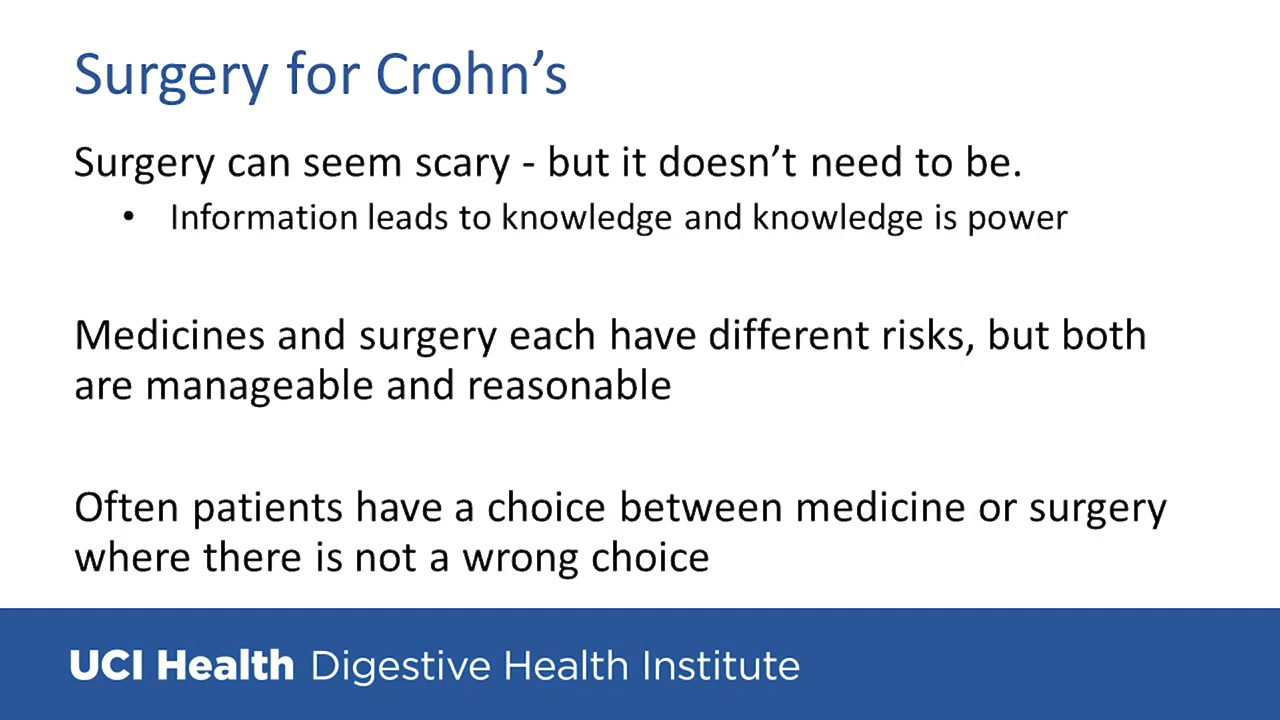 Surgery for Crohn’s
Surgery can seem scary - but it doesn’t need to be.
• Information leads to knowledge and knowledge is power
Medicines and surgery each have different risks, but both
are manageable and reasonable
Often patients have a choice between medicine or surgery
where there is not a wrong choice
UCI Health Digestive Health Institute